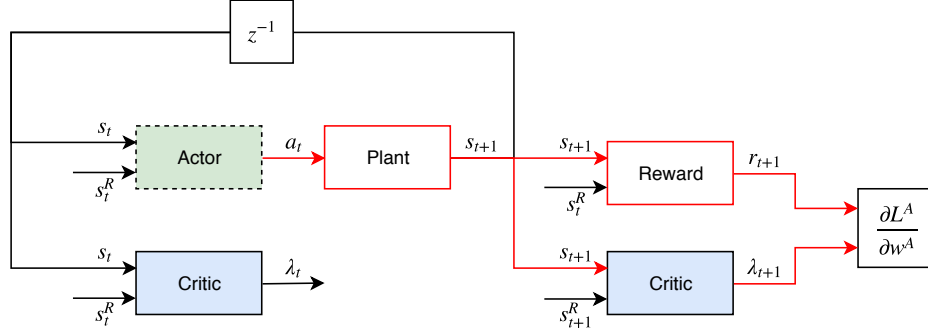 z⁻¹
s_t
Actor
s_t^R
a_t
Plant
s_{t+1}
s_{t+1}
Reward
s_t^R
r_{t+1}
∂L^A
∂w^A
s_t
Critic
s_t^R
λ_t
s_{t+1}
Critic
s_{t+1}^R
λ_{t+1}